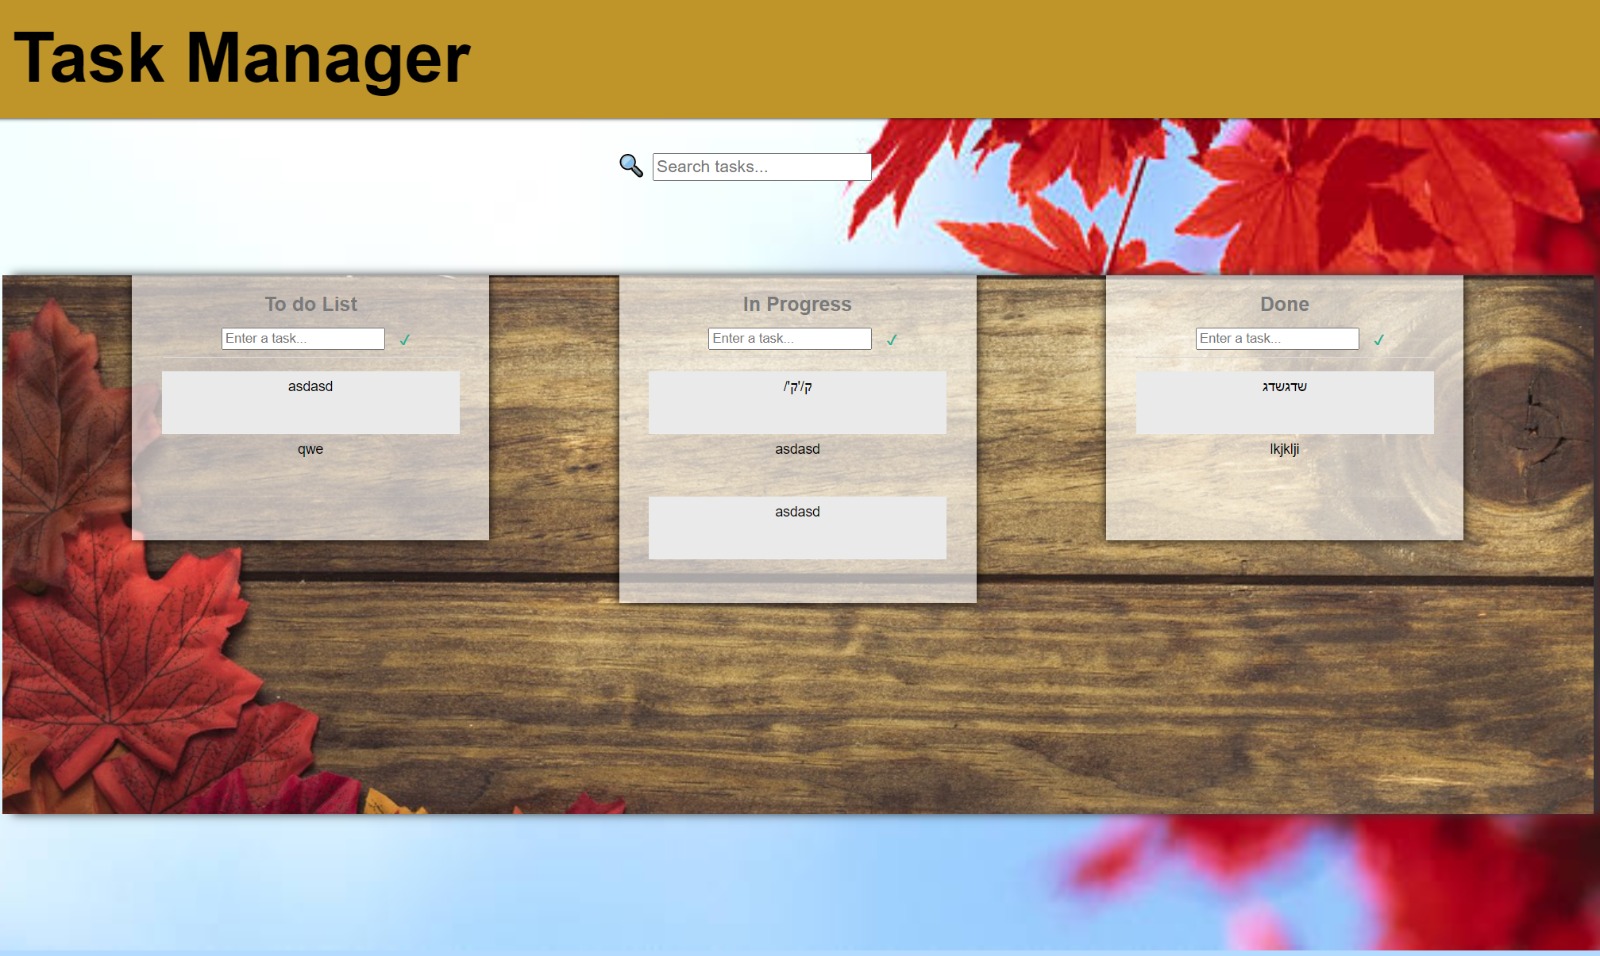 Task Manager
Search tasks...
To do List
Enter a task...
asdasd
qwe
In Progress
Enter a task...
ק/'ק'/
asdasd
asdasd
Done
Enter a task...
שדגשדג
lkjklji